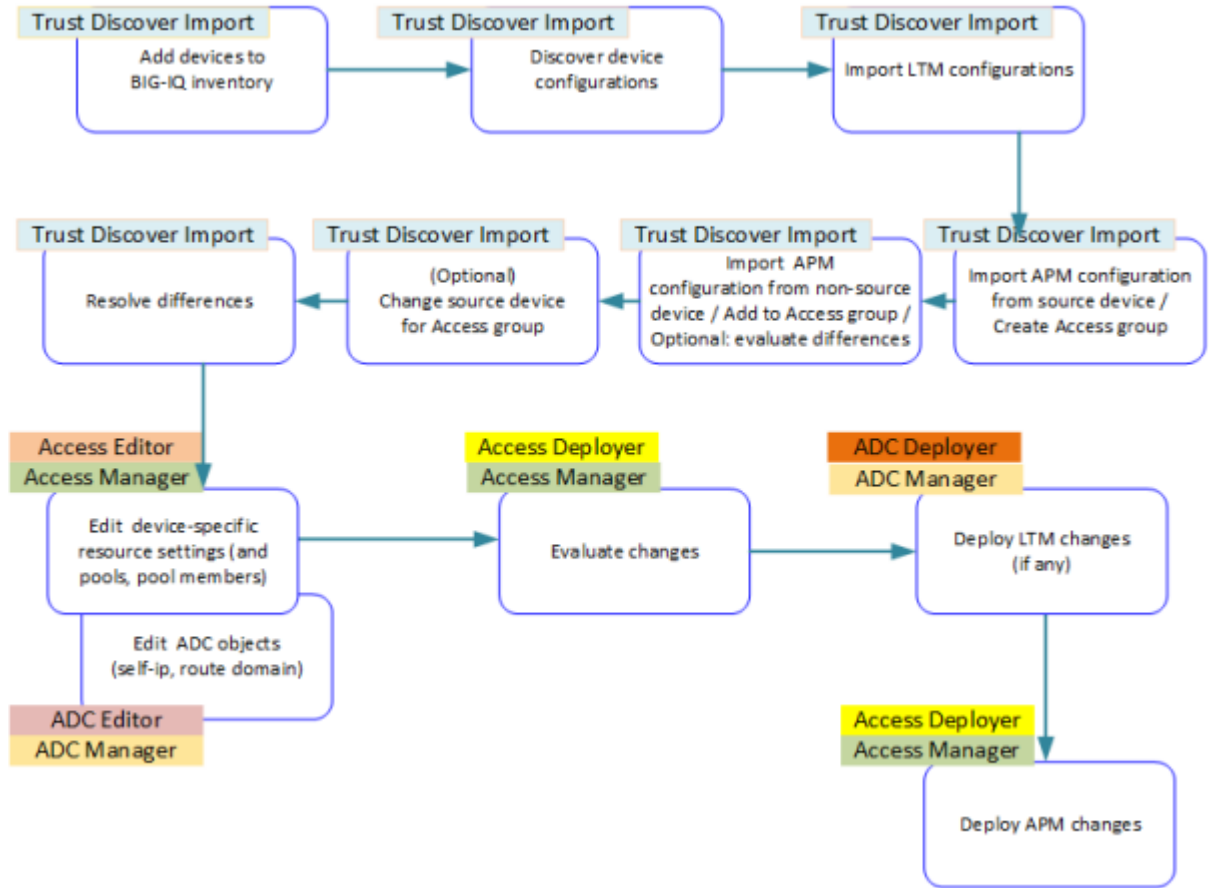 Trust Discover Import
Add devices to
BIG-IQ inventory
Trust Discover Import
Discover device
configurations
Trust Discover Import
Import LTM configurations
Trust Discover Import
Resolve differences
Trust Discover Import
(Optional)
Change source device
for Access group
Trust Discover Import
Import APM
configuration from non-source
device / Add to Access group /
Optional: evaluate differences
Trust Discover Import
Import APM configuration
from source device /
Create Access group
Access Editor
Access Manager
Edit device-specific
resource settings (and
pools, pool members)
Edit ADC objects
(self-ip, route domain)
ADC Editor
ADC Manager
Access Deployer
Access Manager
Evaluate changes
ADC Deployer
ADC Manager
Deploy LTM changes
(if any)
Access Deployer
Access Manager
Deploy APM changes